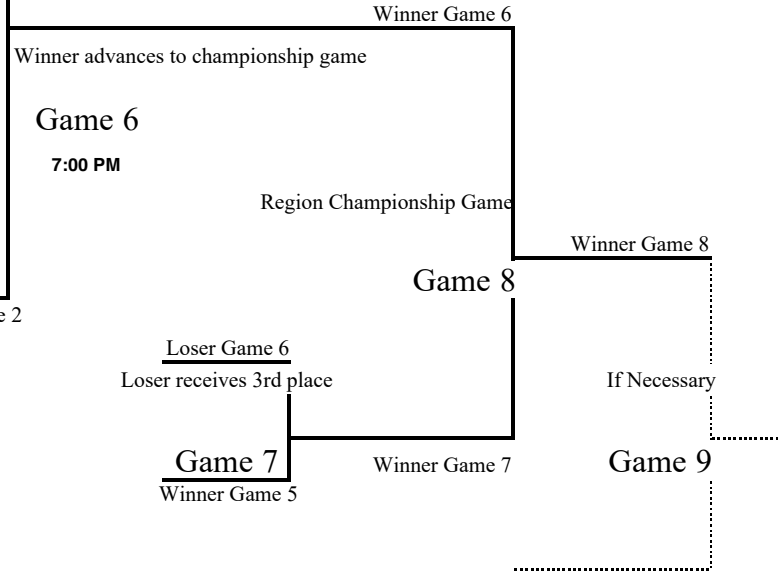 Winner Game 6
Winner advances to championship game
Game 6
7:00 PM
Region Championship Game
Winner Game 8
Game 8
e 2
Loser Game 6
Loser receives 3rd place
If Necessary
Game 7
Winner Game 7
Game 9
Winner Game 5